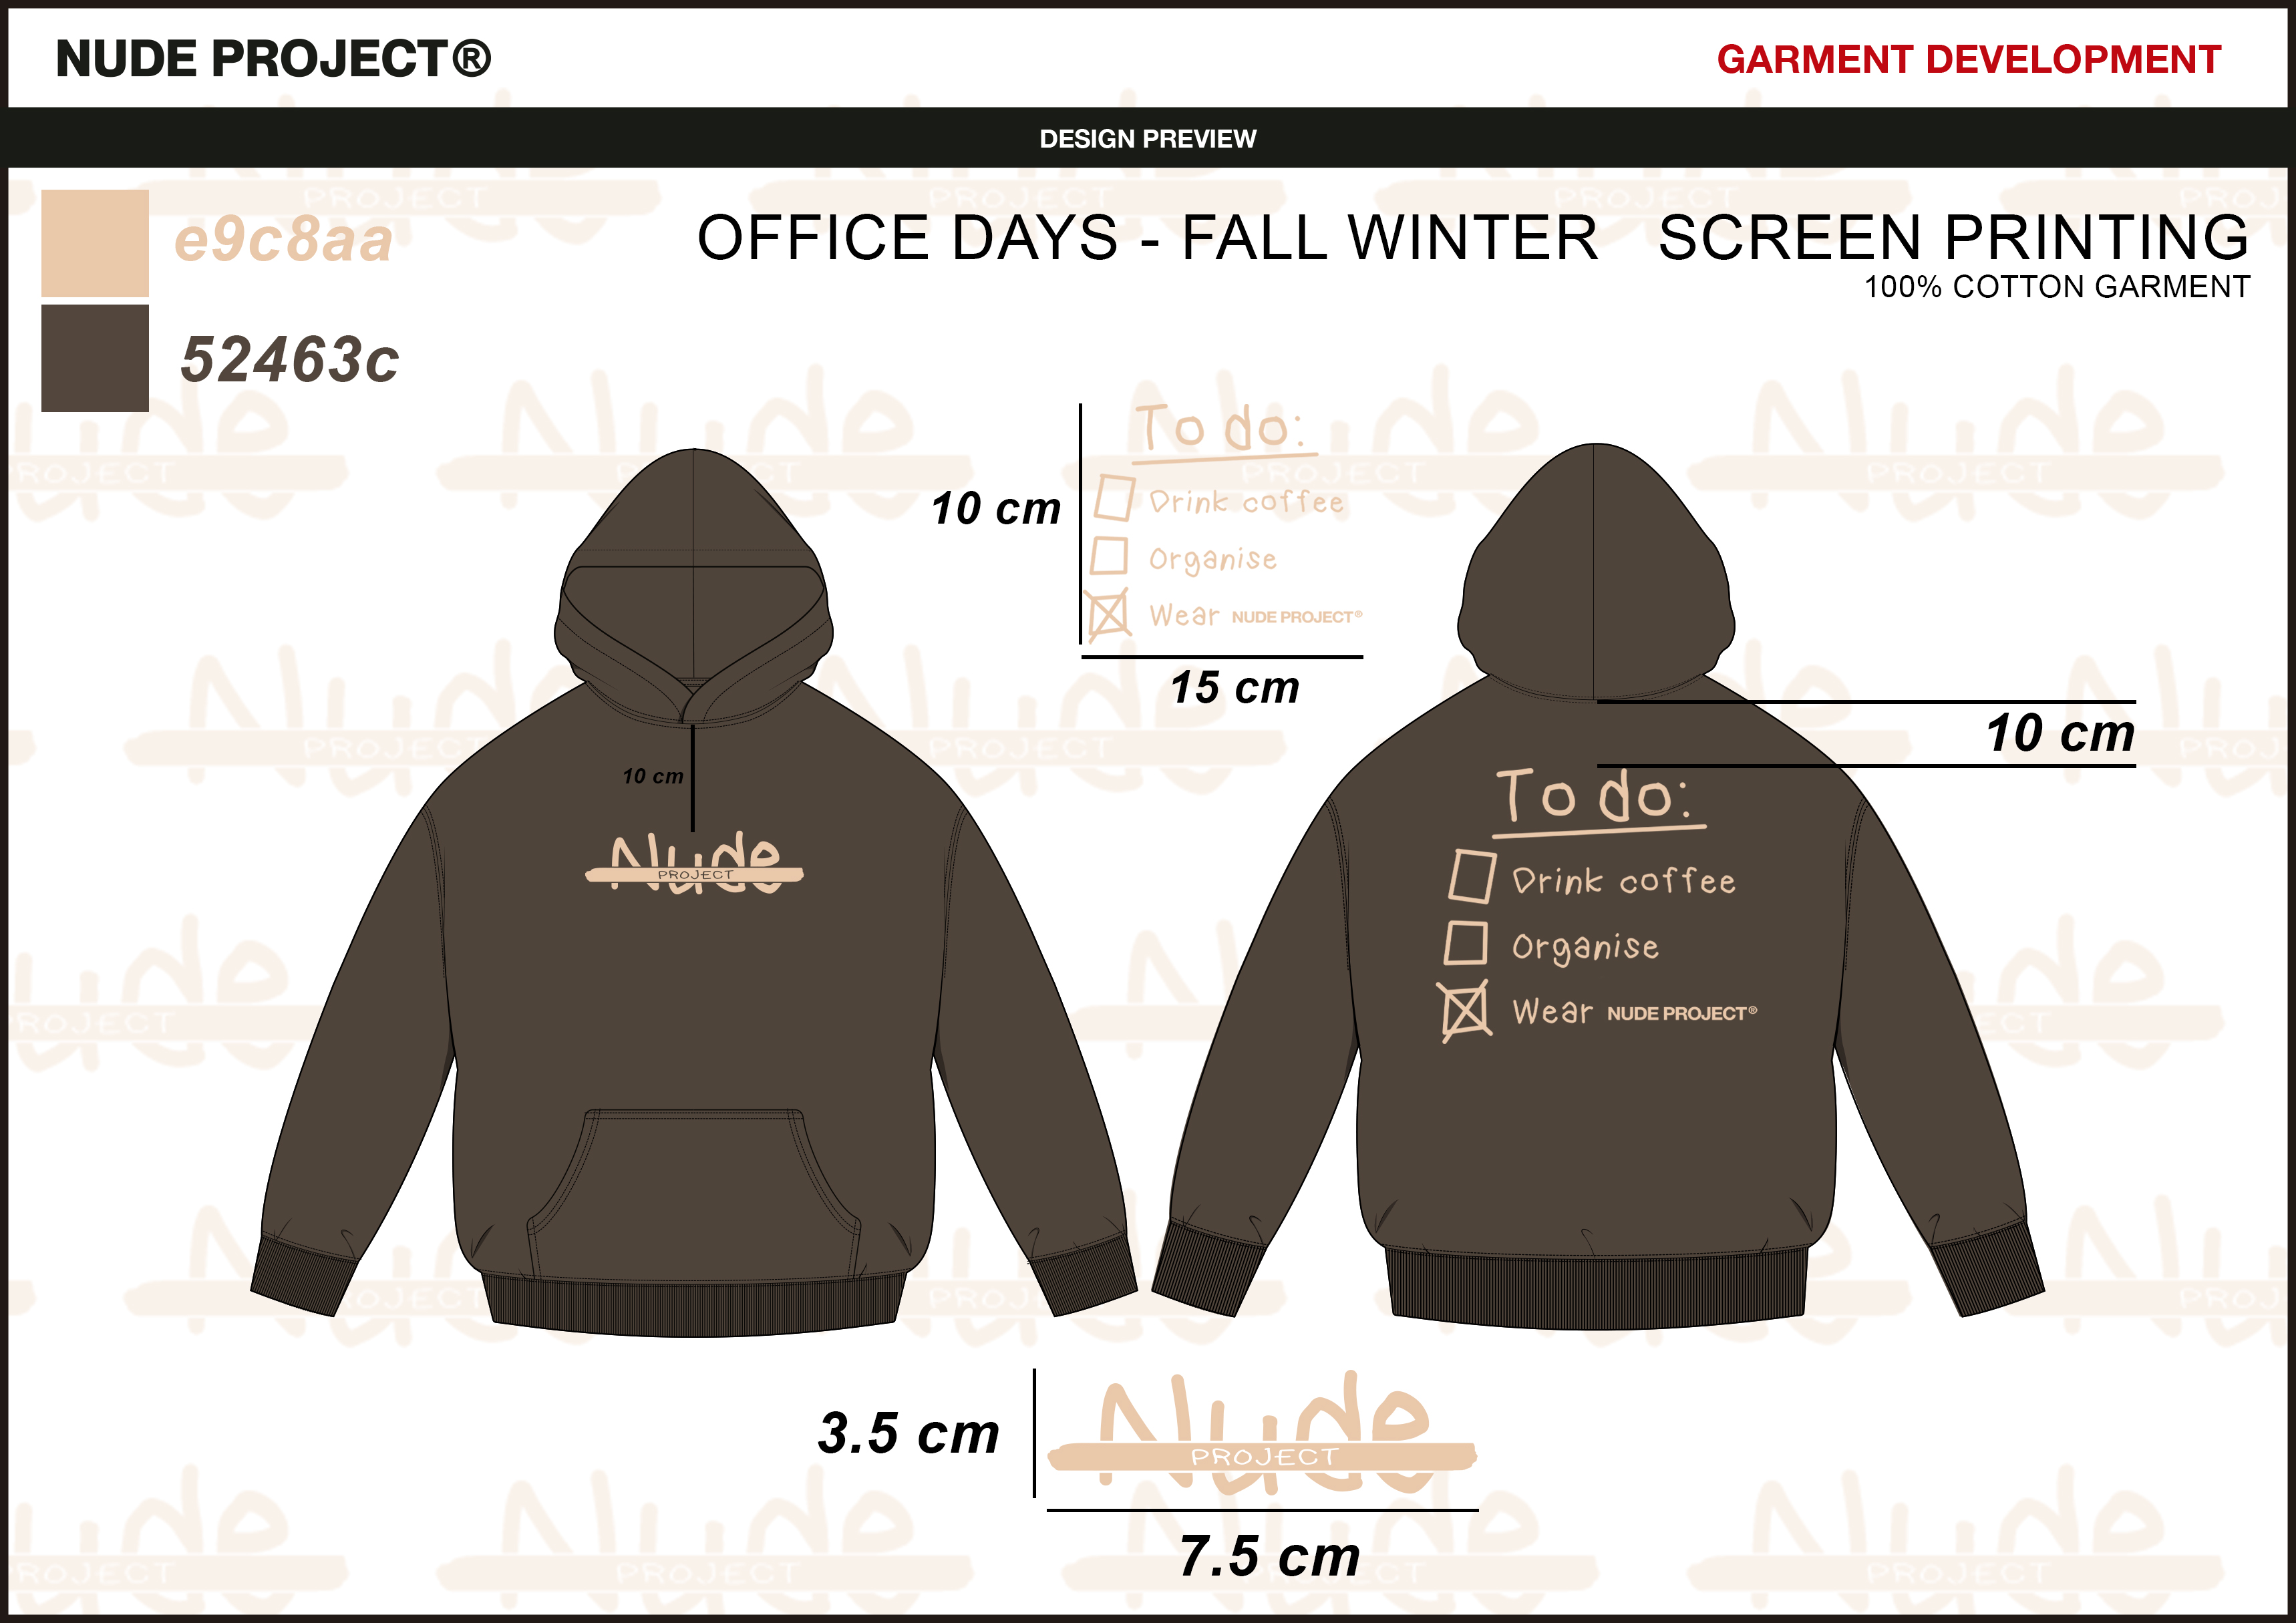 NUDE PROJECT®
GARMENT DEVELOPMENT
DESIGN PREVIEW
e9c8aa
52463c
OFFICE DAYS - FALL WINTER SCREEN PRINTING
100% COTTON GARMENT
10 cm
To do:
Drink coffee
Organise
Wear NUDE PROJECT®
15 cm
10 cm
Nude
PROJECT
10 cm
To do:
Drink coffee
Organise
Wear NUDE PROJECT®
3.5 cm
Nude
PROJECT
7.5 cm